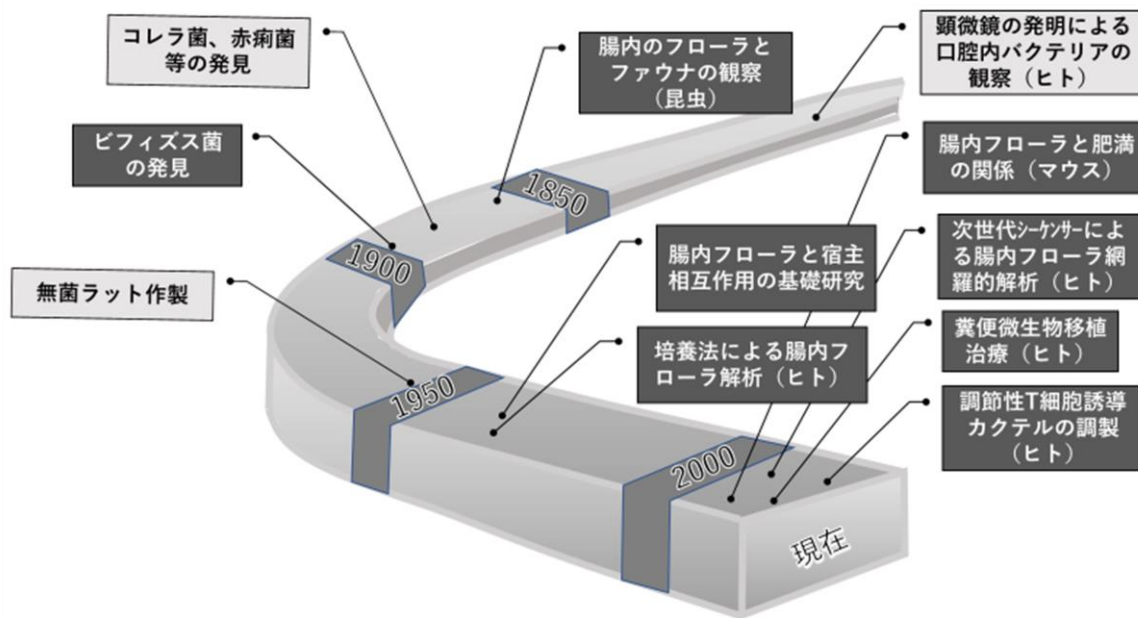 コレラ菌、赤痢菌
等の発見
腸内のフローラと
ファウナの観察
（昆虫）
顕微鏡の発明による
口腔内バクテリアの
観察（ヒト）
ビフィズス菌
の発見
腸内フローラと肥満
の関係（マウス）
1850
次世代ｼｰｹﾝｻｰによ
る腸内フローラ網
羅的解析（ヒト）
腸内フローラと宿主
相互作用の基礎研究
1900
無菌ラット作製
糞便微生物移植
治療（ヒト）
培養法による腸内フ
ローラ解析（ヒト）
1950
調節性T細胞誘導
カクテルの調製
（ヒト）
2000
現在